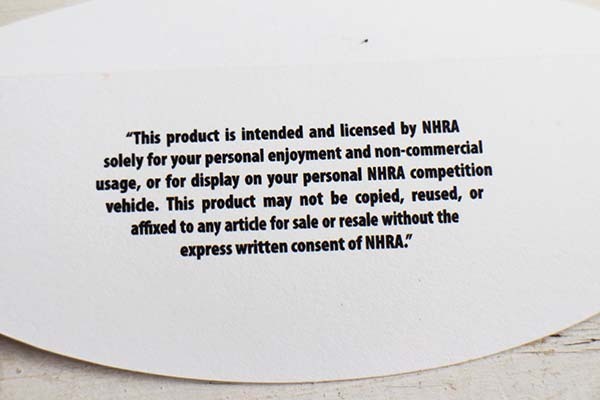 “This product is intended and licensed by NHRA
solely for your personal enjoyment and non-commercial
usage, or for display on your personal NHRA competition
vehicle. This product may not be copied, reused, or
affixed to any article for sale or resale without the
express written consent of NHRA.”